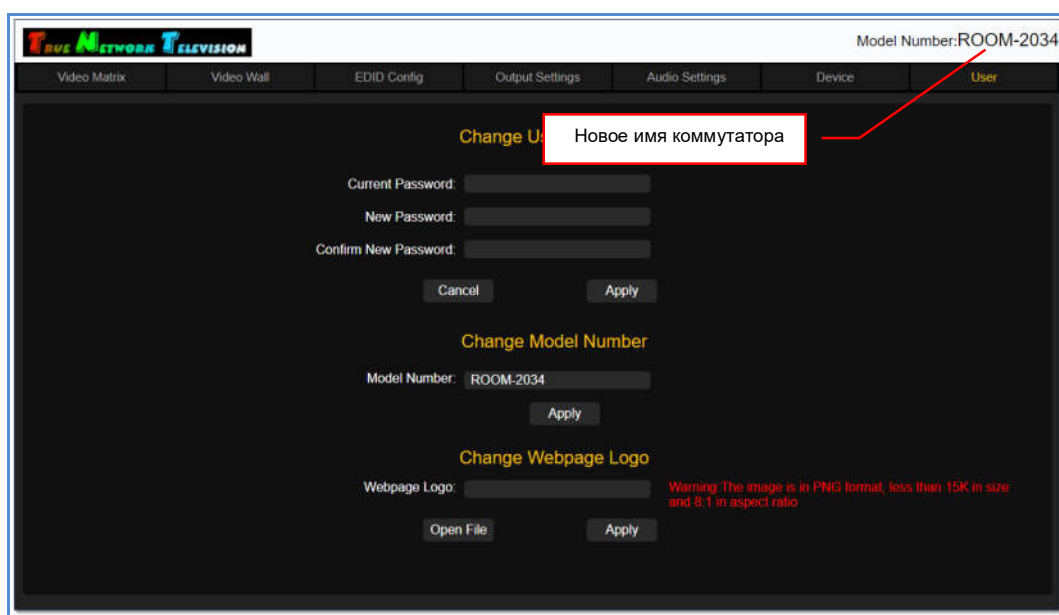 TRUE NETWORK TELEVISION
Model Number:ROOM-2034
Video Matrix Video Wall EDID Config Output Settings Audio Settings Device User
Change U
Новое имя коммутатора
Current Password:
New Password:
Confirm New Password:
Cancel Apply
Change Model Number
Model Number: ROOM-2034
Apply
Change Webpage Logo
Webpage Logo:
Warning:The image is in PNG format, less than 15K in size
and 8:1 in aspect ratio
Open File Apply